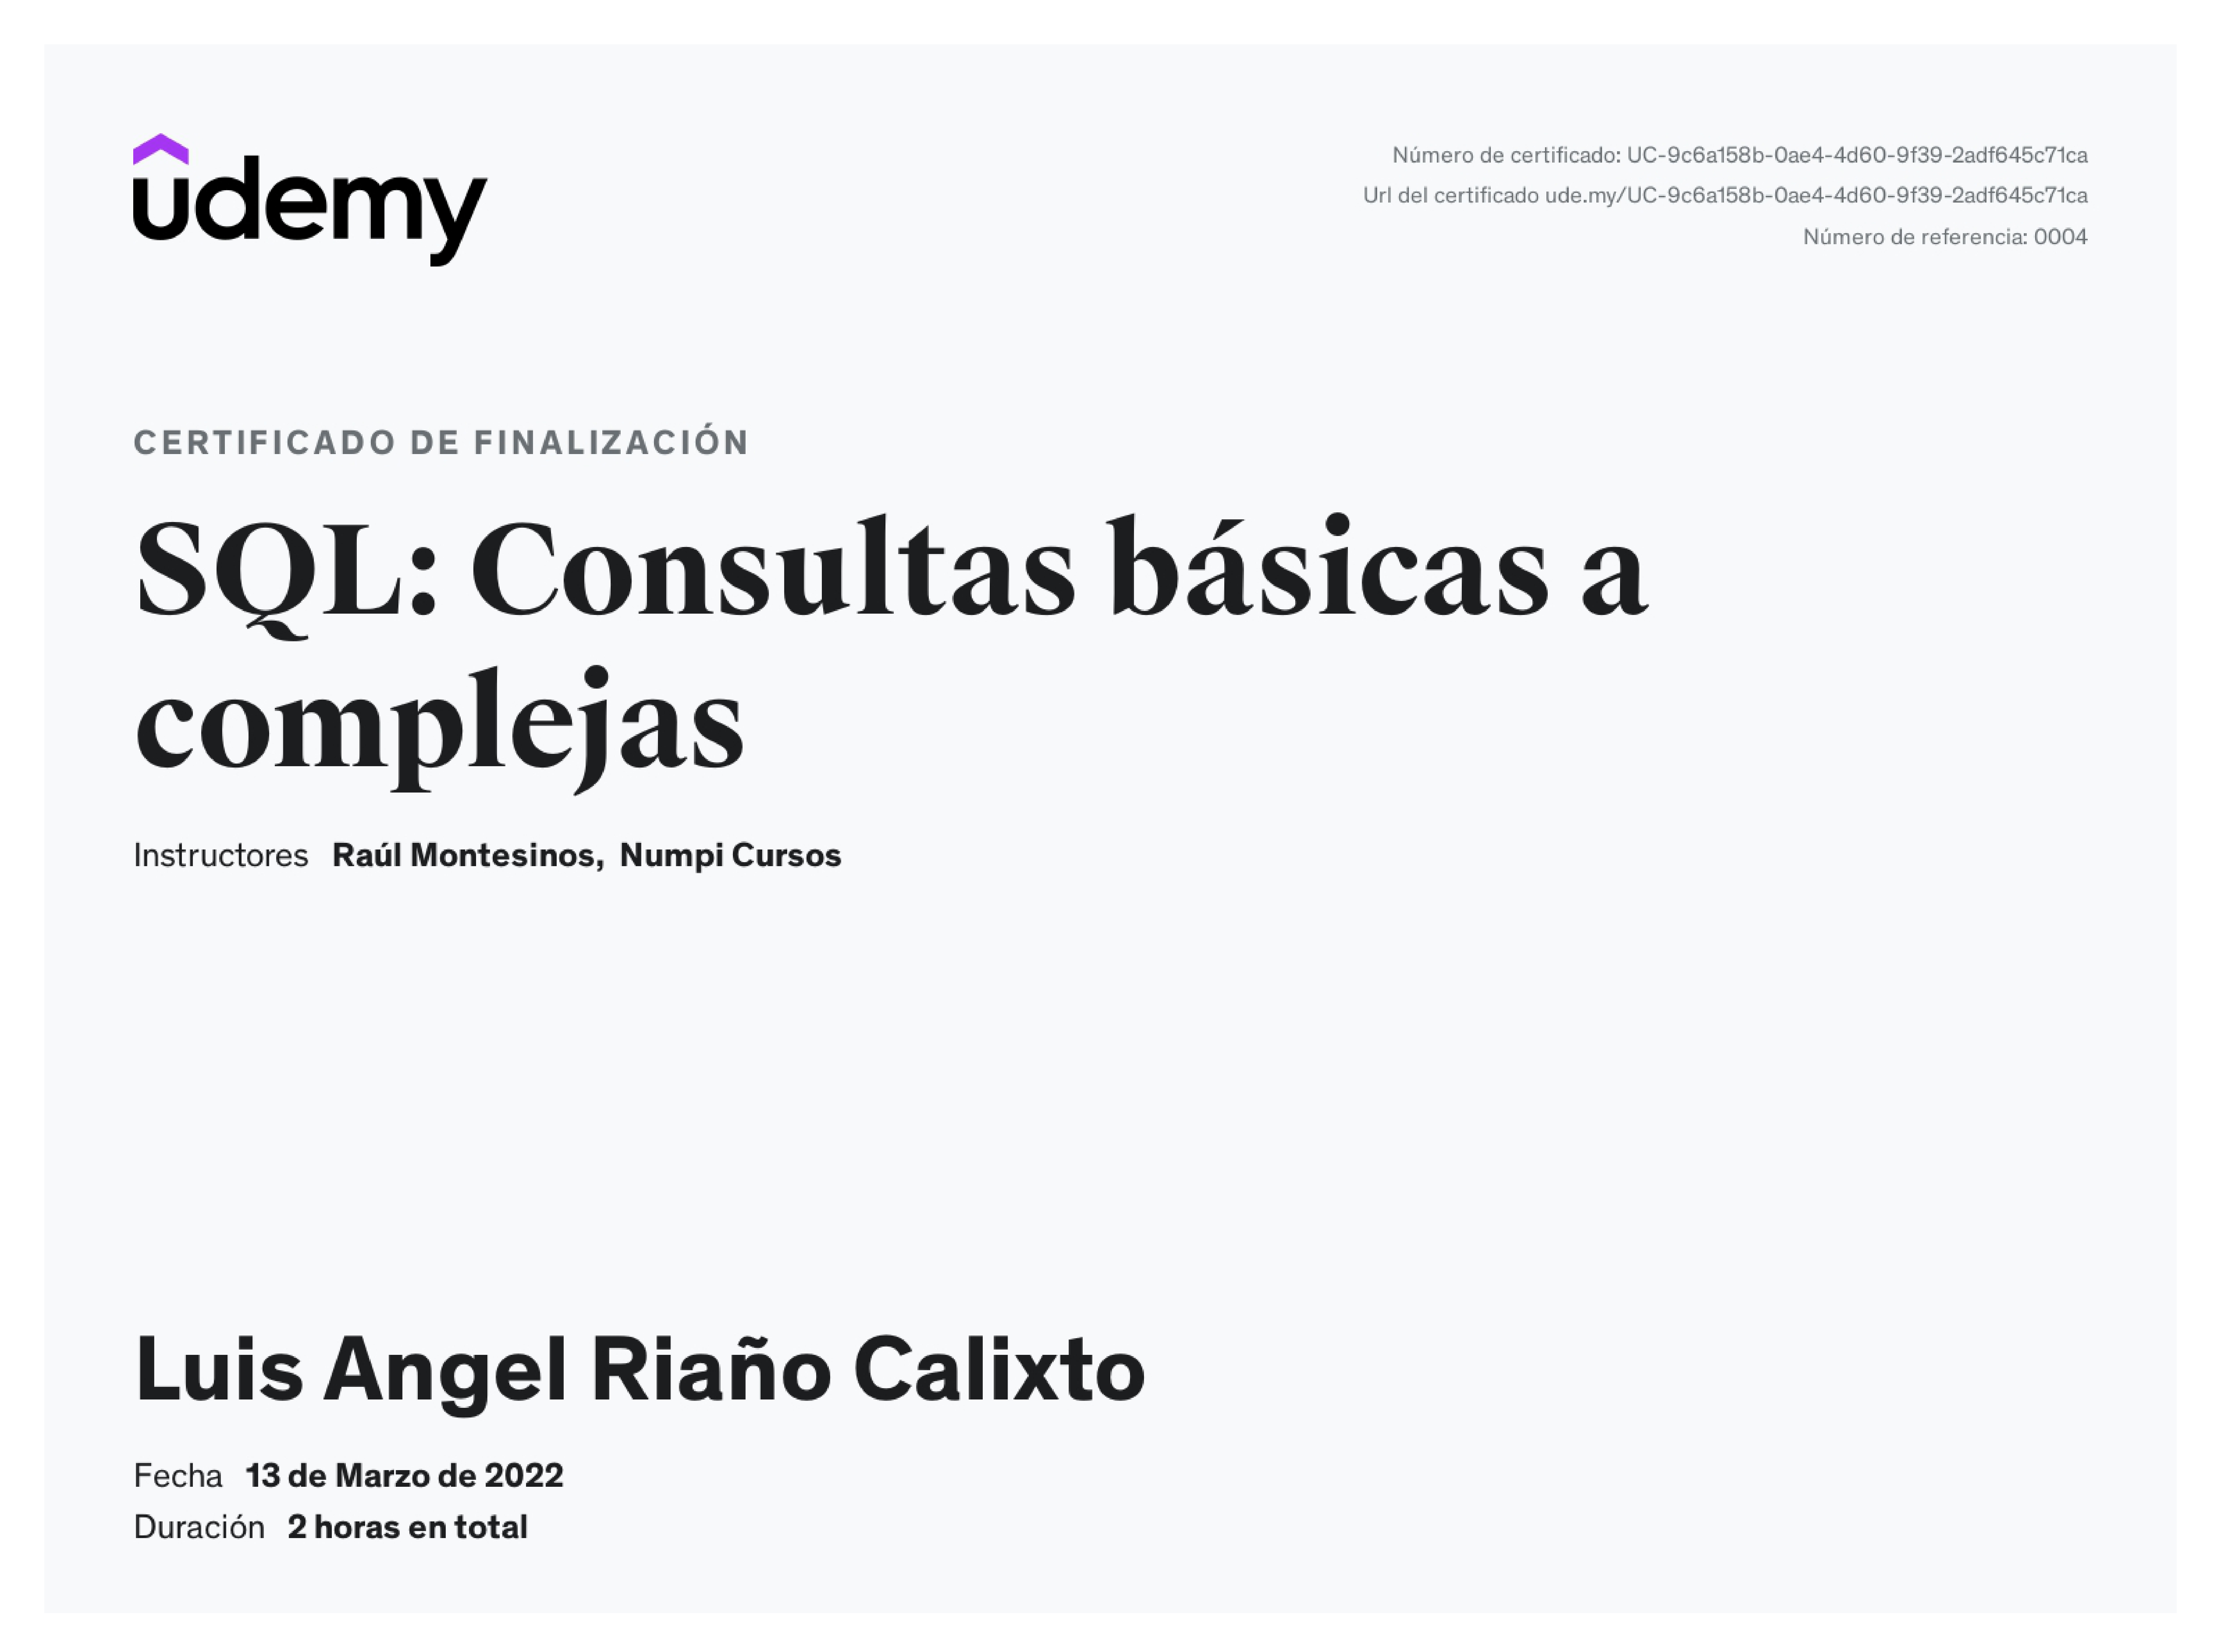 udemy
Número de certificado: UC-9c6a158b-0ae4-4d60-9f39-2adf645c71ca
Url del certificado ude.my/UC-9c6a158b-0ae4-4d60-9f39-2adf645c71ca
Número de referencia: 0004
CERTIFICADO DE FINALIZACIÓN
SQL: Consultas básicas a
complejas
Instructores Raúl Montesinos, Numpi Cursos
Luis Angel Riaño Calixto
Fecha 13 de Marzo de 2022
Duración 2 horas en total